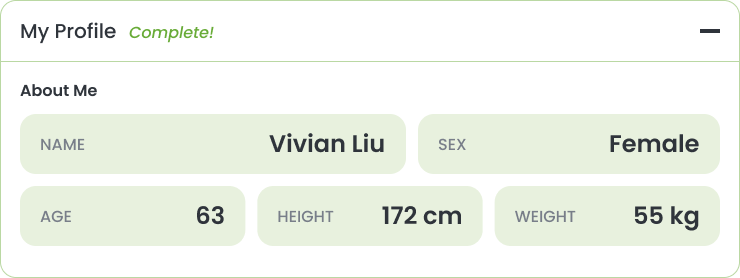 My Profile Complete!
About Me
NAME Vivian Liu SEX Female
AGE 63 HEIGHT 172 cm WEIGHT 55 kg